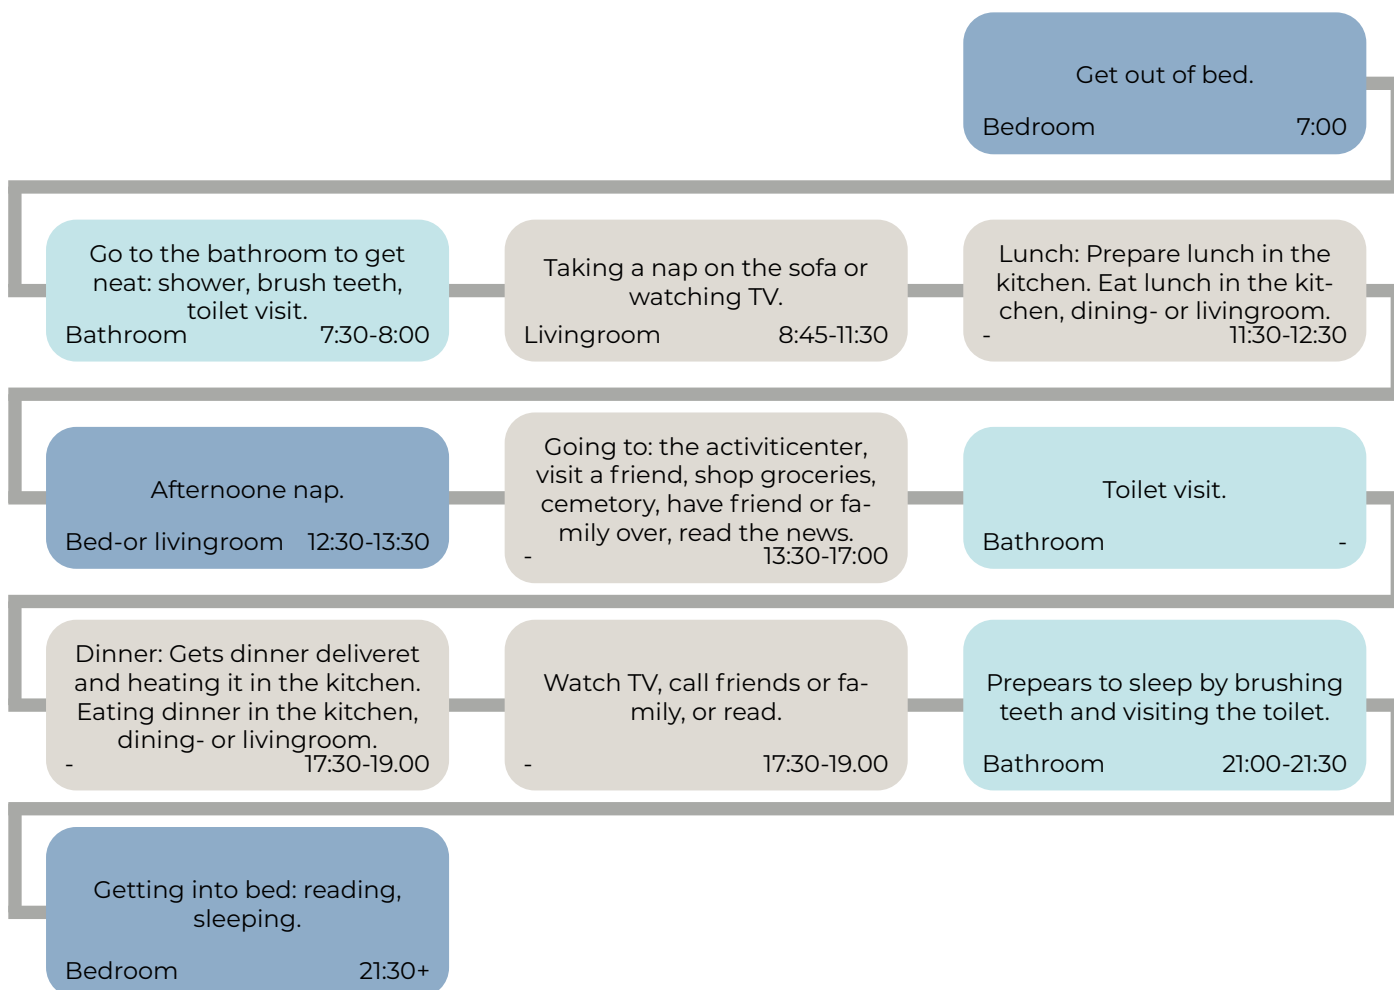 Get out of bed.
Bedroom 7:00
Go to the bathroom to get
neat: shower, brush teeth,
toilet visit.
Bathroom 7:30-8:00
Taking a nap on the sofa or
watching TV.
Livingroom 8:45-11:30
Lunch: Prepare lunch in the
kitchen. Eat lunch in the kit-
chen, dining- or livingroom.
- 11:30-12:30
Afternoone nap.
Bed-or livingroom 12:30-13:30
Going to: the activiticenter,
visit a friend, shop groceries,
cemetory, have friend or fa-
mily over, read the news.
- 13:30-17:00
Toilet visit.
Bathroom -
Dinner: Gets dinner deliveret
and heating it in the kitchen.
Eating dinner in the kitchen,
dining- or livingroom.
- 17:30-19.00
Watch TV, call friends or fa-
mily, or read.
- 17:30-19.00
Prepears to sleep by brushing
teeth and visiting the toilet.
Bathroom 21:00-21:30
Getting into bed: reading,
sleeping.
Bedroom 21:30+